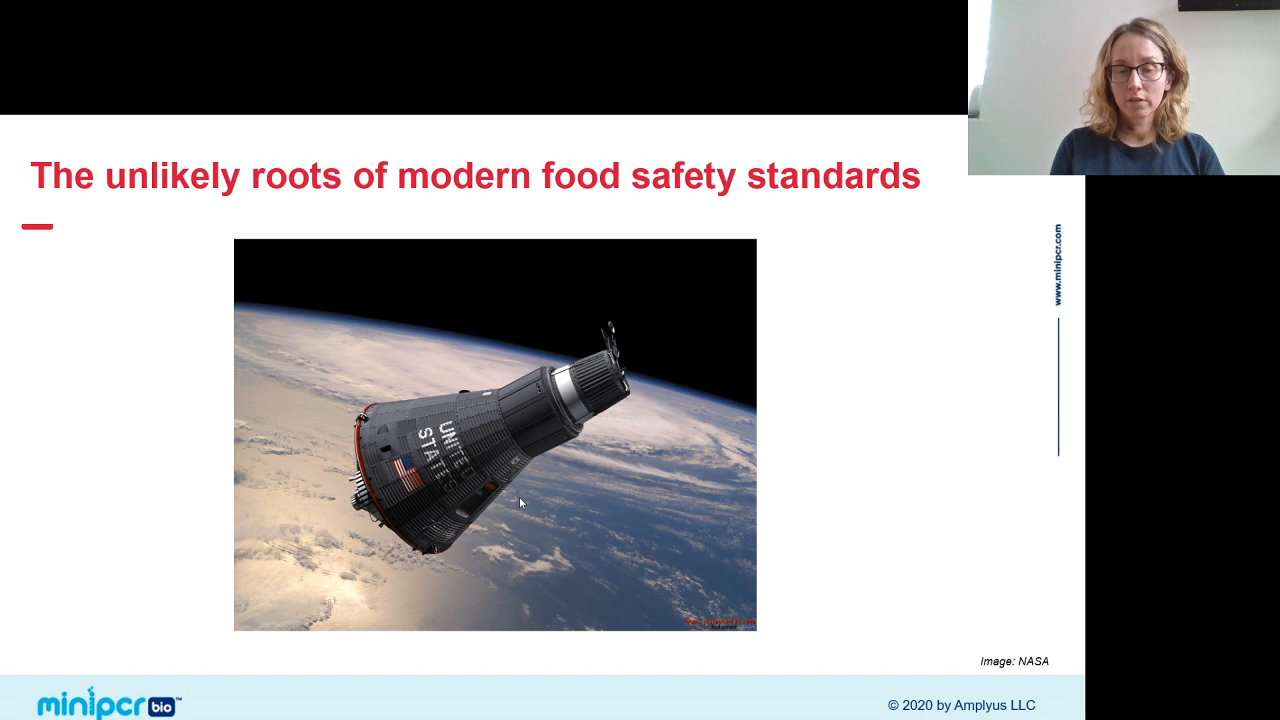 The unlikely roots of modern food safety standards
www.minipcr.com
UNITED
STATES
Image: NASA
minipcr bio™
© 2020 by Amplyus LLC